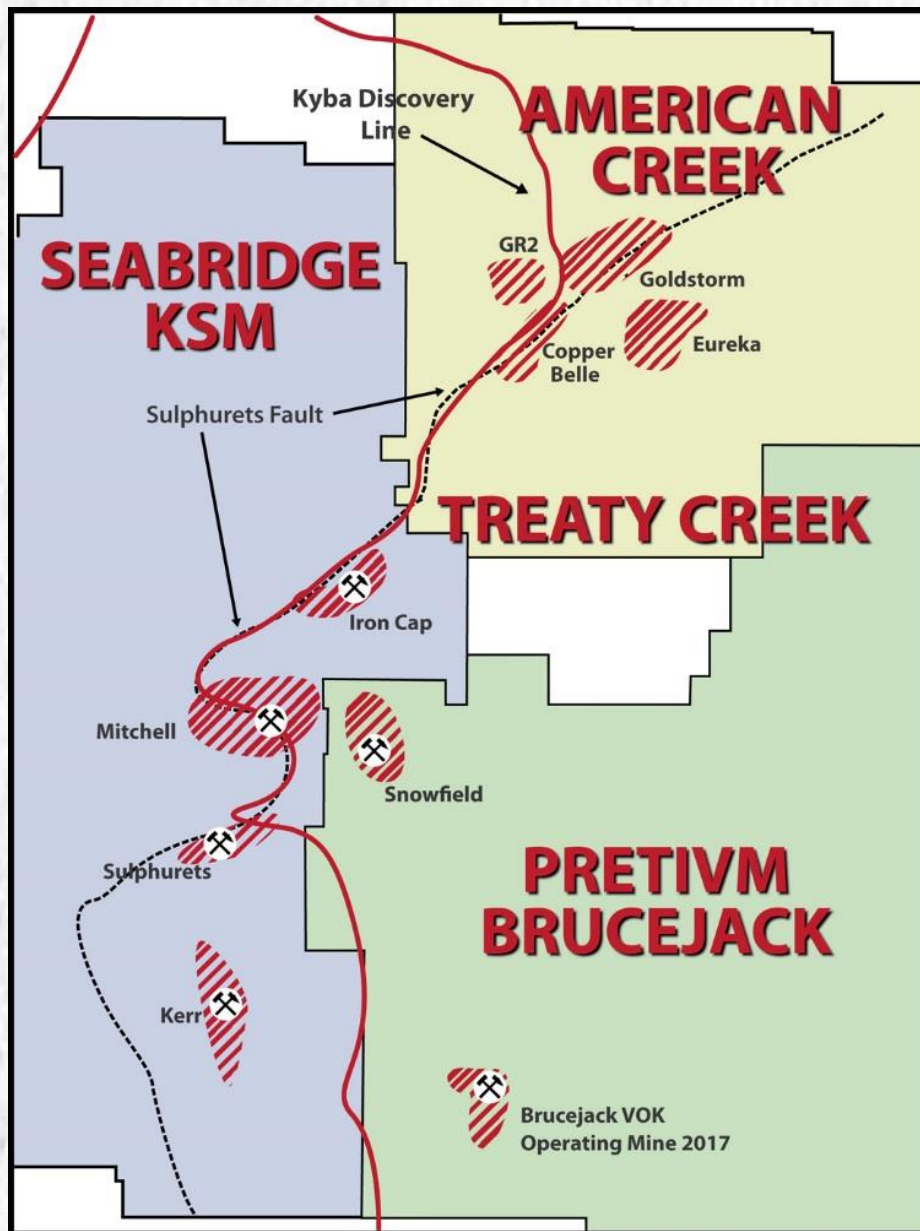 Kyba Discovery
Line
AMERICAN
CREEK
SEABRIDGE
KSM
GR2
Goldstorm
Copper
Belle
Eureka
Sulphurets Fault
TREATY CREEK
Iron Cap
Mitchell
Snowfield
Sulphurets
PRETIVM
BRUCEJACK
Kerr
Brucejack VOK
Operating Mine 2017